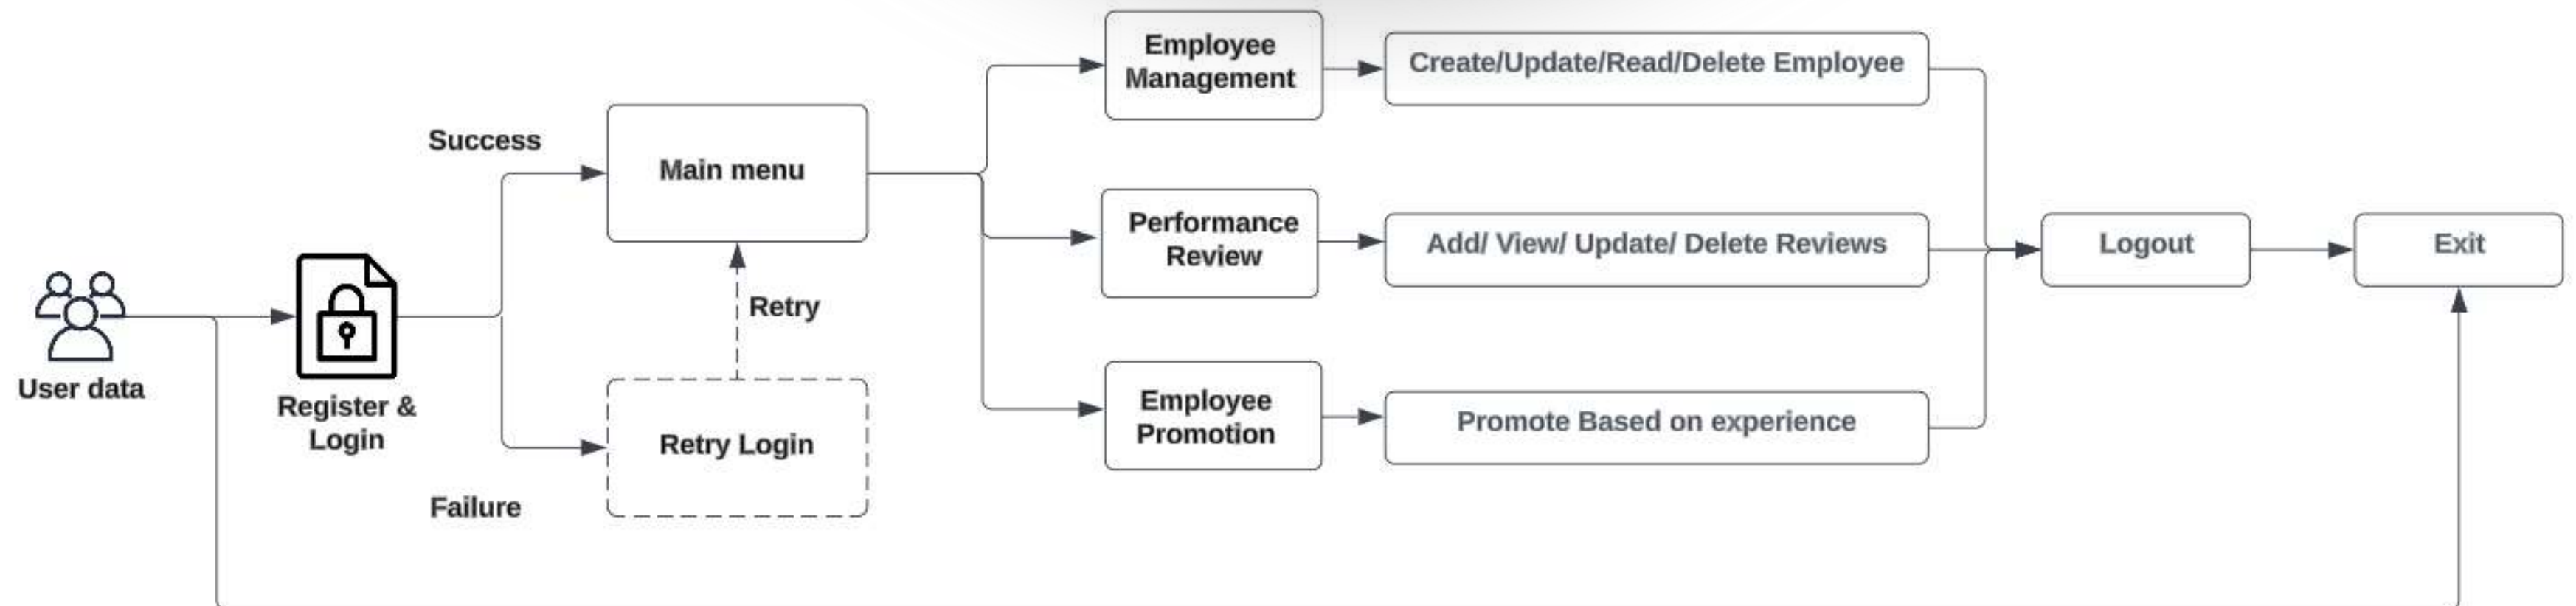 User data
Register &
Login
Success
Failure
Main menu
Retry
Retry Login
Employee
Management
Create/Update/Read/Delete Employee
Performance
Review
Add/ View/ Update/ Delete Reviews
Employee
Promotion
Promote Based on experience
Logout
Exit